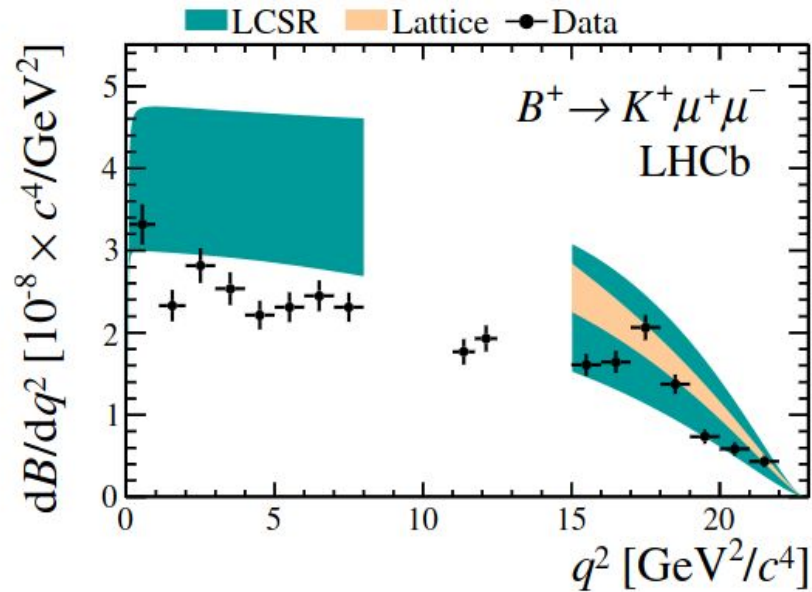 LCSR Lattice Data
B⁺ → K⁺μ⁺μ⁻
LHCb
dB/dq² [10⁻⁸ × c⁴/GeV²]
5
4
3
2
1
0
0 5 10 15 20
q² [GeV²/c⁴]